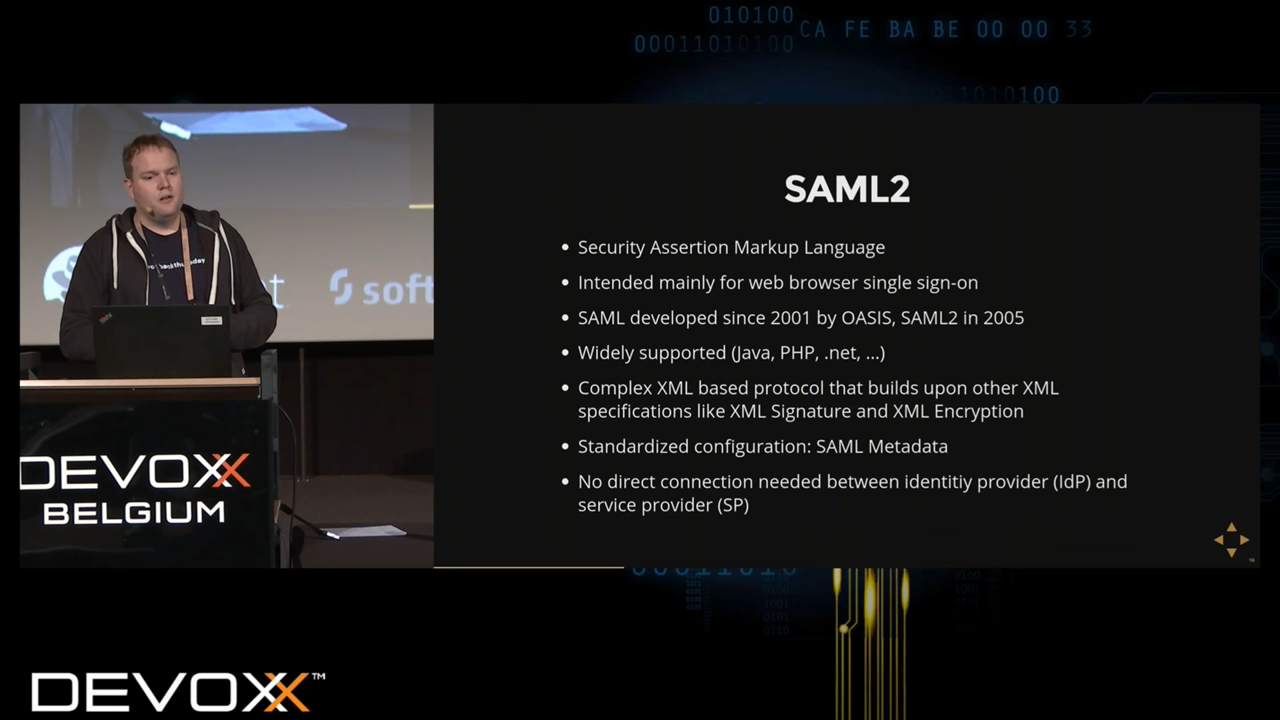 010100
00011010100
CA FE BA BE 00 00 33
11010100
soft
DEVOXX
BELGIUM
SAML2
• Security Assertion Markup Language
• Intended mainly for web browser single sign-on
• SAML developed since 2001 by OASIS, SAML2 in 2005
• Widely supported (Java, PHP, .net, ...)
• Complex XML based protocol that builds upon other XML
specifications like XML Signature and XML Encryption
• Standardized configuration: SAML Metadata
• No direct connection needed between identitiy provider (IdP) and
service provider (SP)
DEVOXX™